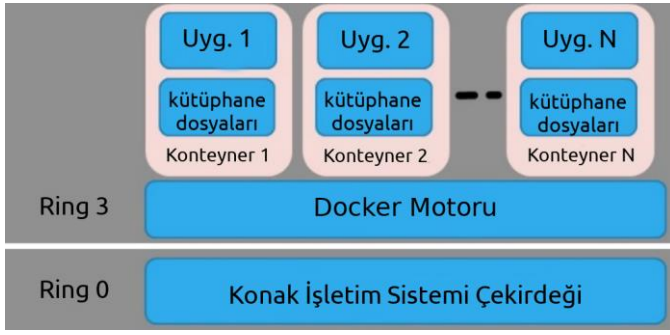 Uyg. 1
Uyg. 2
Uyg. N
kütüphane
dosyaları
kütüphane
dosyaları
kütüphane
dosyaları
Konteyner 1
Konteyner 2
Konteyner N
Ring 3
Docker Motoru
Ring 0
Konak İşletim Sistemi Çekirdeği